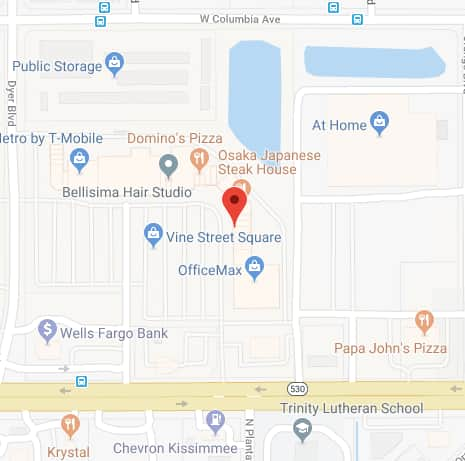 W Columbia Ave
Public Storage
Dyer Blvd
At Home
etro by T-Mobile
Domino's Pizza
Osaka Japanese
Steak House
Bellisima Hair Studio
Vine Street Square
OfficeMax
$
Wells Fargo Bank
Papa John's Pizza
530
Trinity Lutheran School
Krystal
Chevron Kissimmee
N Planta